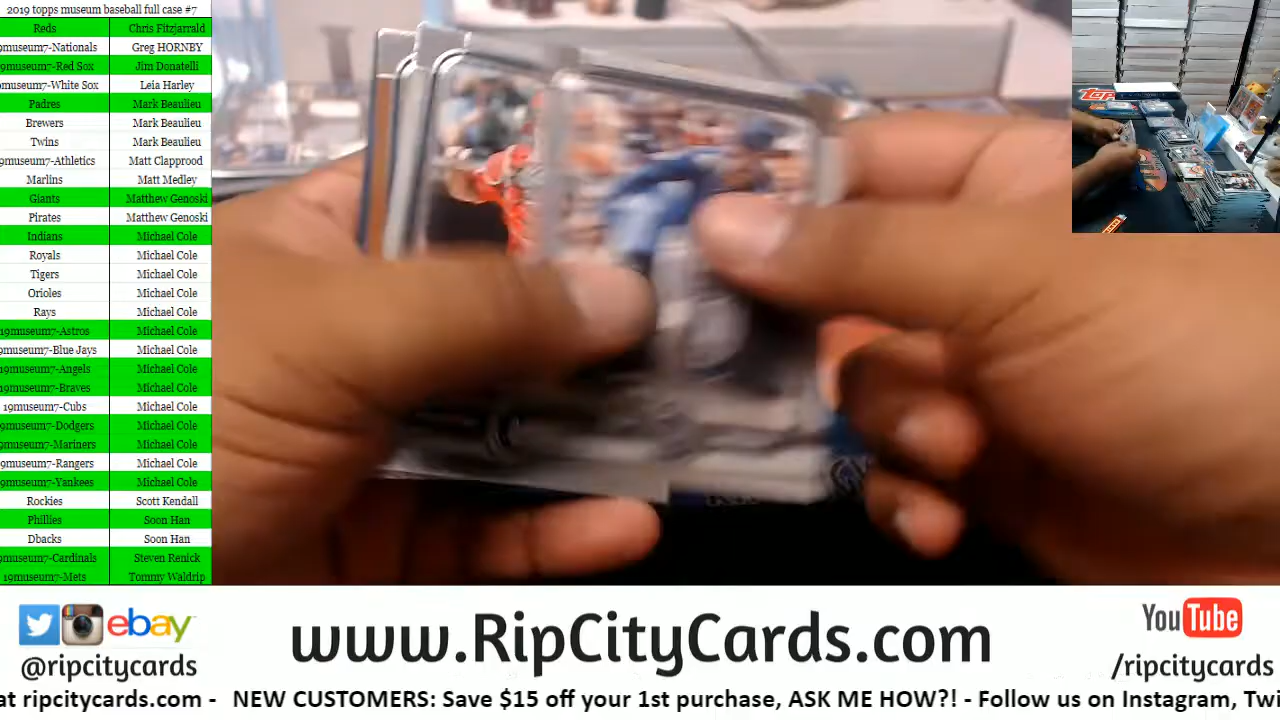 2019 topps museum baseball full case #7
Reds Chris Fitzjarrald
9museum7-Nationals Greg HORNBY
9museum7-Red Sox Jim Donatelli
museum7-White Sox Leia Harley
Padres Mark Beaulieu
Brewers Mark Beaulieu
Twins Mark Beaulieu
9museum7-Athletics Matt Clapprood
Marlins Matt Medley
Giants Matthew Genoski
Pirates Matthew Genoski
Indians Michael Cole
Royals Michael Cole
Tigers Michael Cole
Orioles Michael Cole
Rays Michael Cole
19museum7-Astros Michael Cole
9museum7-Blue Jays Michael Cole
9museum7-Angels Michael Cole
9museum7-Braves Michael Cole
19museum7-Cubs Michael Cole
9museum7-Dodgers Michael Cole
9museum7-Mariners Michael Cole
9museum7-Rangers Michael Cole
9museum7-Yankees Michael Cole
Rockies Scott Kendall
Phillies Soon Han
Dbacks Soon Han
museum7-Cardinals Steven Renick
19museum7-Mets Tommy Waldrip
ebay
@ripcitycards
www.RipCityCards.com
YouTube
/ripcitycards
at ripcitycards.com - NEW CUSTOMERS: Save $15 off your 1st purchase, ASK ME HOW?! - Follow us on Instagram, Twi